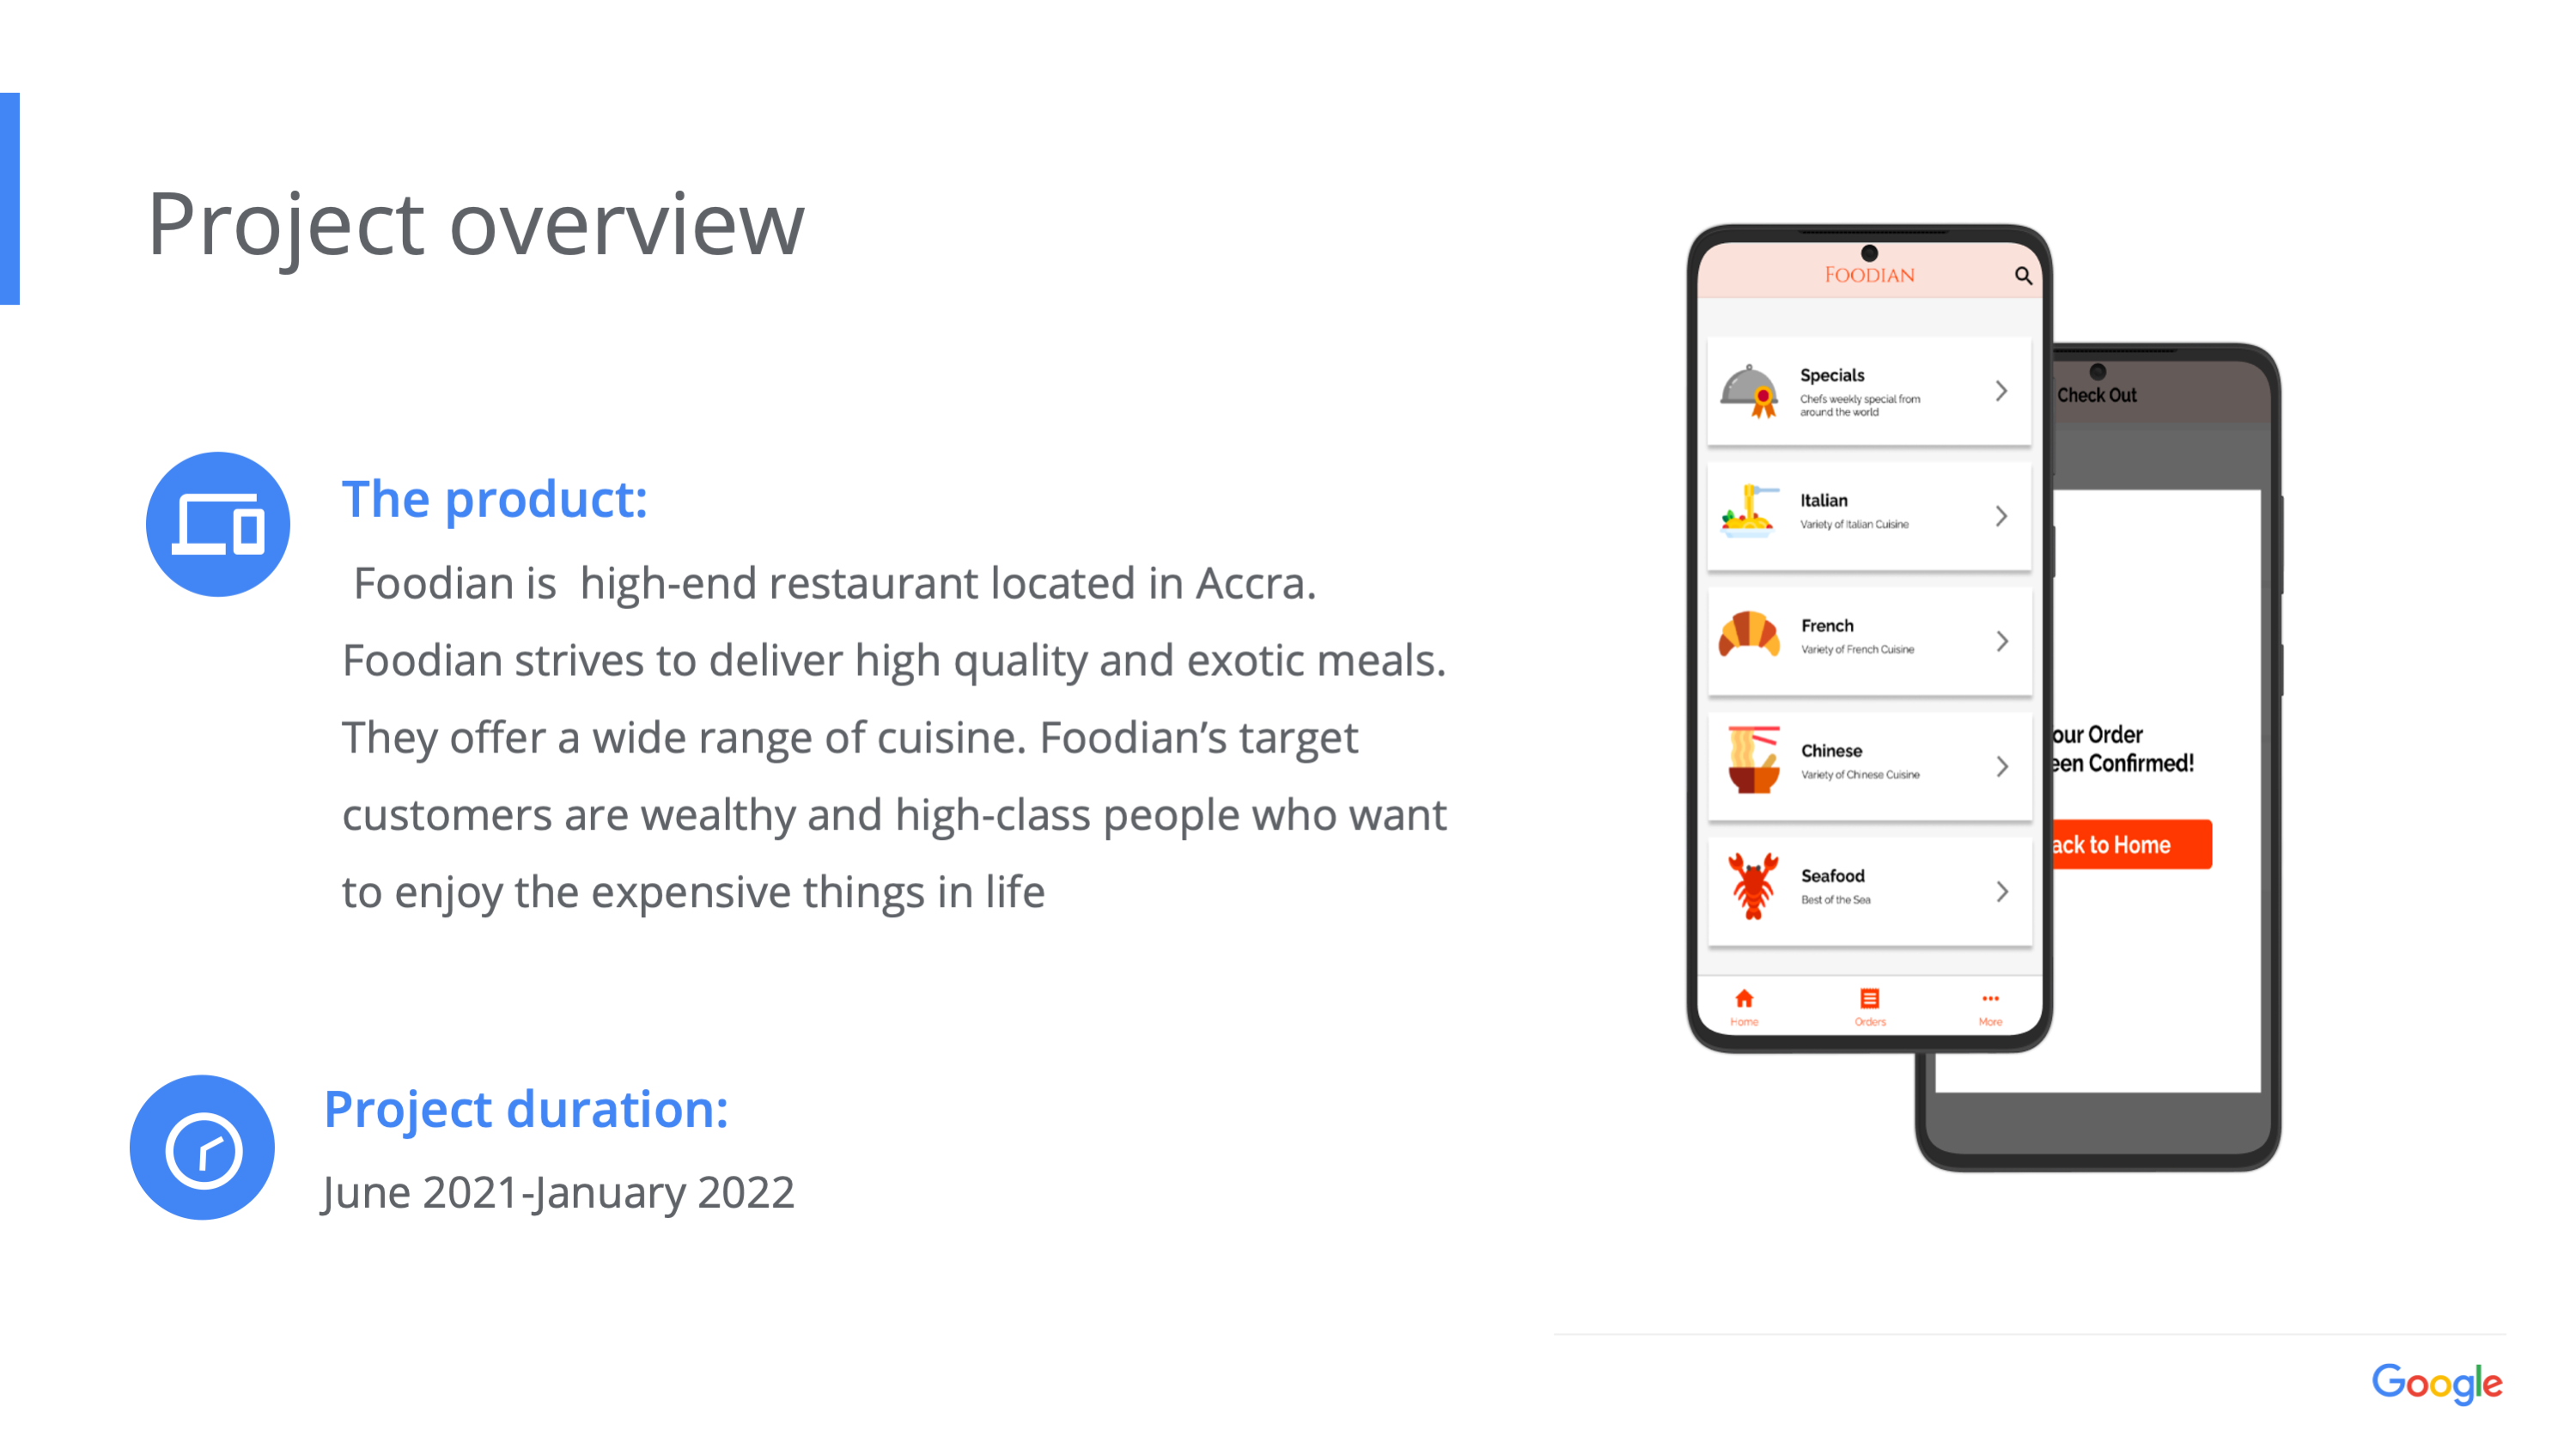 Project overview
The product:
Foodian is  high-end restaurant located in Accra.
Foodian strives to deliver high quality and exotic meals.
They offer a wide range of cuisine. Foodian’s target
customers are wealthy and high-class people who want
to enjoy the expensive things in life
Project duration:
June 2021-January 2022
FOODIAN
Specials
Chefs weekly special from
around the world
Italian
Variety of Italian Cuisine
French
Variety of French Cuisine
Chinese
Variety of Chinese Cuisine
Seafood
Best of the Sea
Home
Orders
More
Check Out
our Order
een Confirmed!
ack to Home
Google